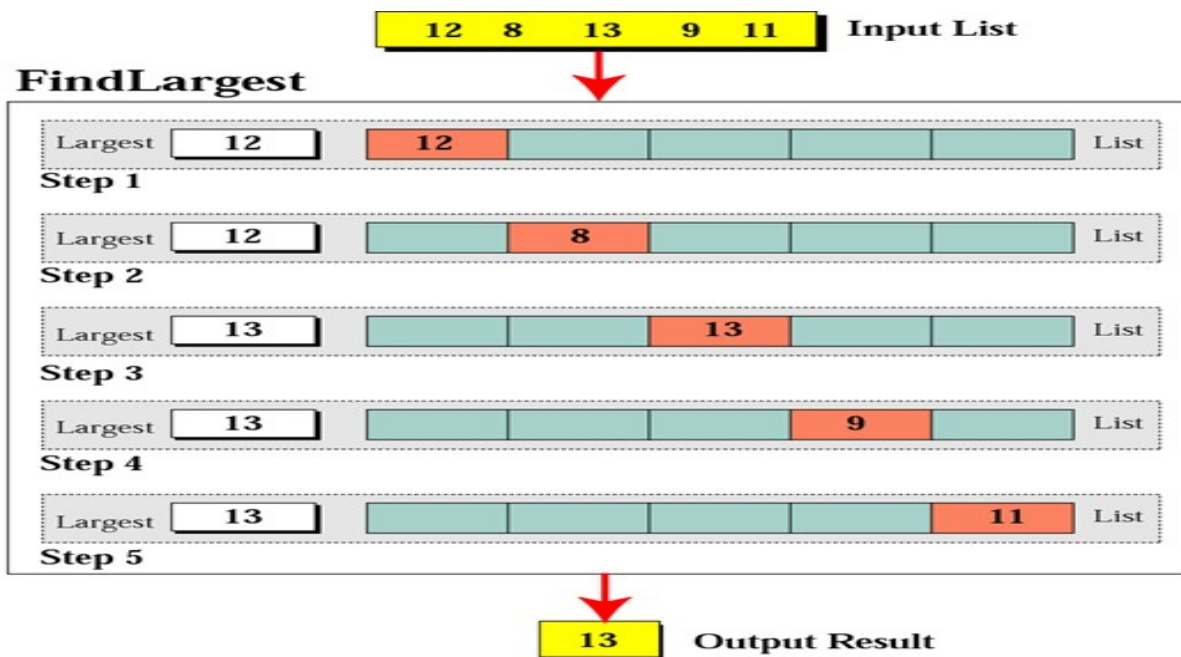 12 8 13 9 11 Input List
FindLargest
Largest 12 12 List
Step 1
Largest 12 8 List
Step 2
Largest 13 13 List
Step 3
Largest 13 9 List
Step 4
Largest 13 11 List
Step 5
13 Output Result